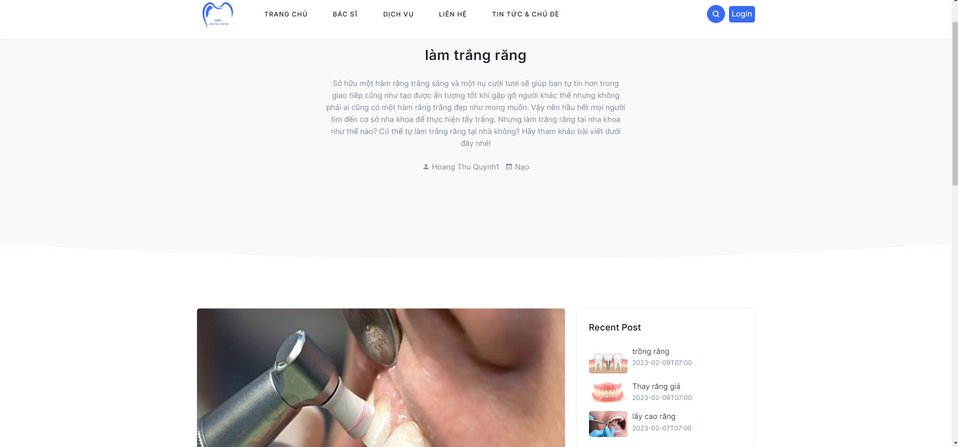 TRANG CHỦ BÁC SĨ DỊCH VỤ LIÊN HỆ TIN TỨC & CHỦ ĐỀ Login
làm trắng răng
Sở hữu một hàm răng trắng sáng và một nụ cười tươi sẽ giúp bạn tự tin hơn trong
giao tiếp cũng như tạo được ấn tượng tốt khi gặp gỡ người khác thế nhưng không
phải ai cũng có một hàm răng trắng đẹp như mong muốn. Vậy nên hầu hết mọi người
tìm đến cơ sở nha khoa để thực hiện tẩy trắng. Nhưng làm trắng răng tại nha khoa
như thế nào? Có thể tự làm trắng răng tại nhà không? Hãy tham khảo bài viết dưới
đây nhé!
Hoang Thu Quynh1 Nạo
Recent Post
trồng răng
2023-02-09T07:00
Thay răng giả
2023-02-08T07:00
lấy cao răng
2023-02-07T07:00